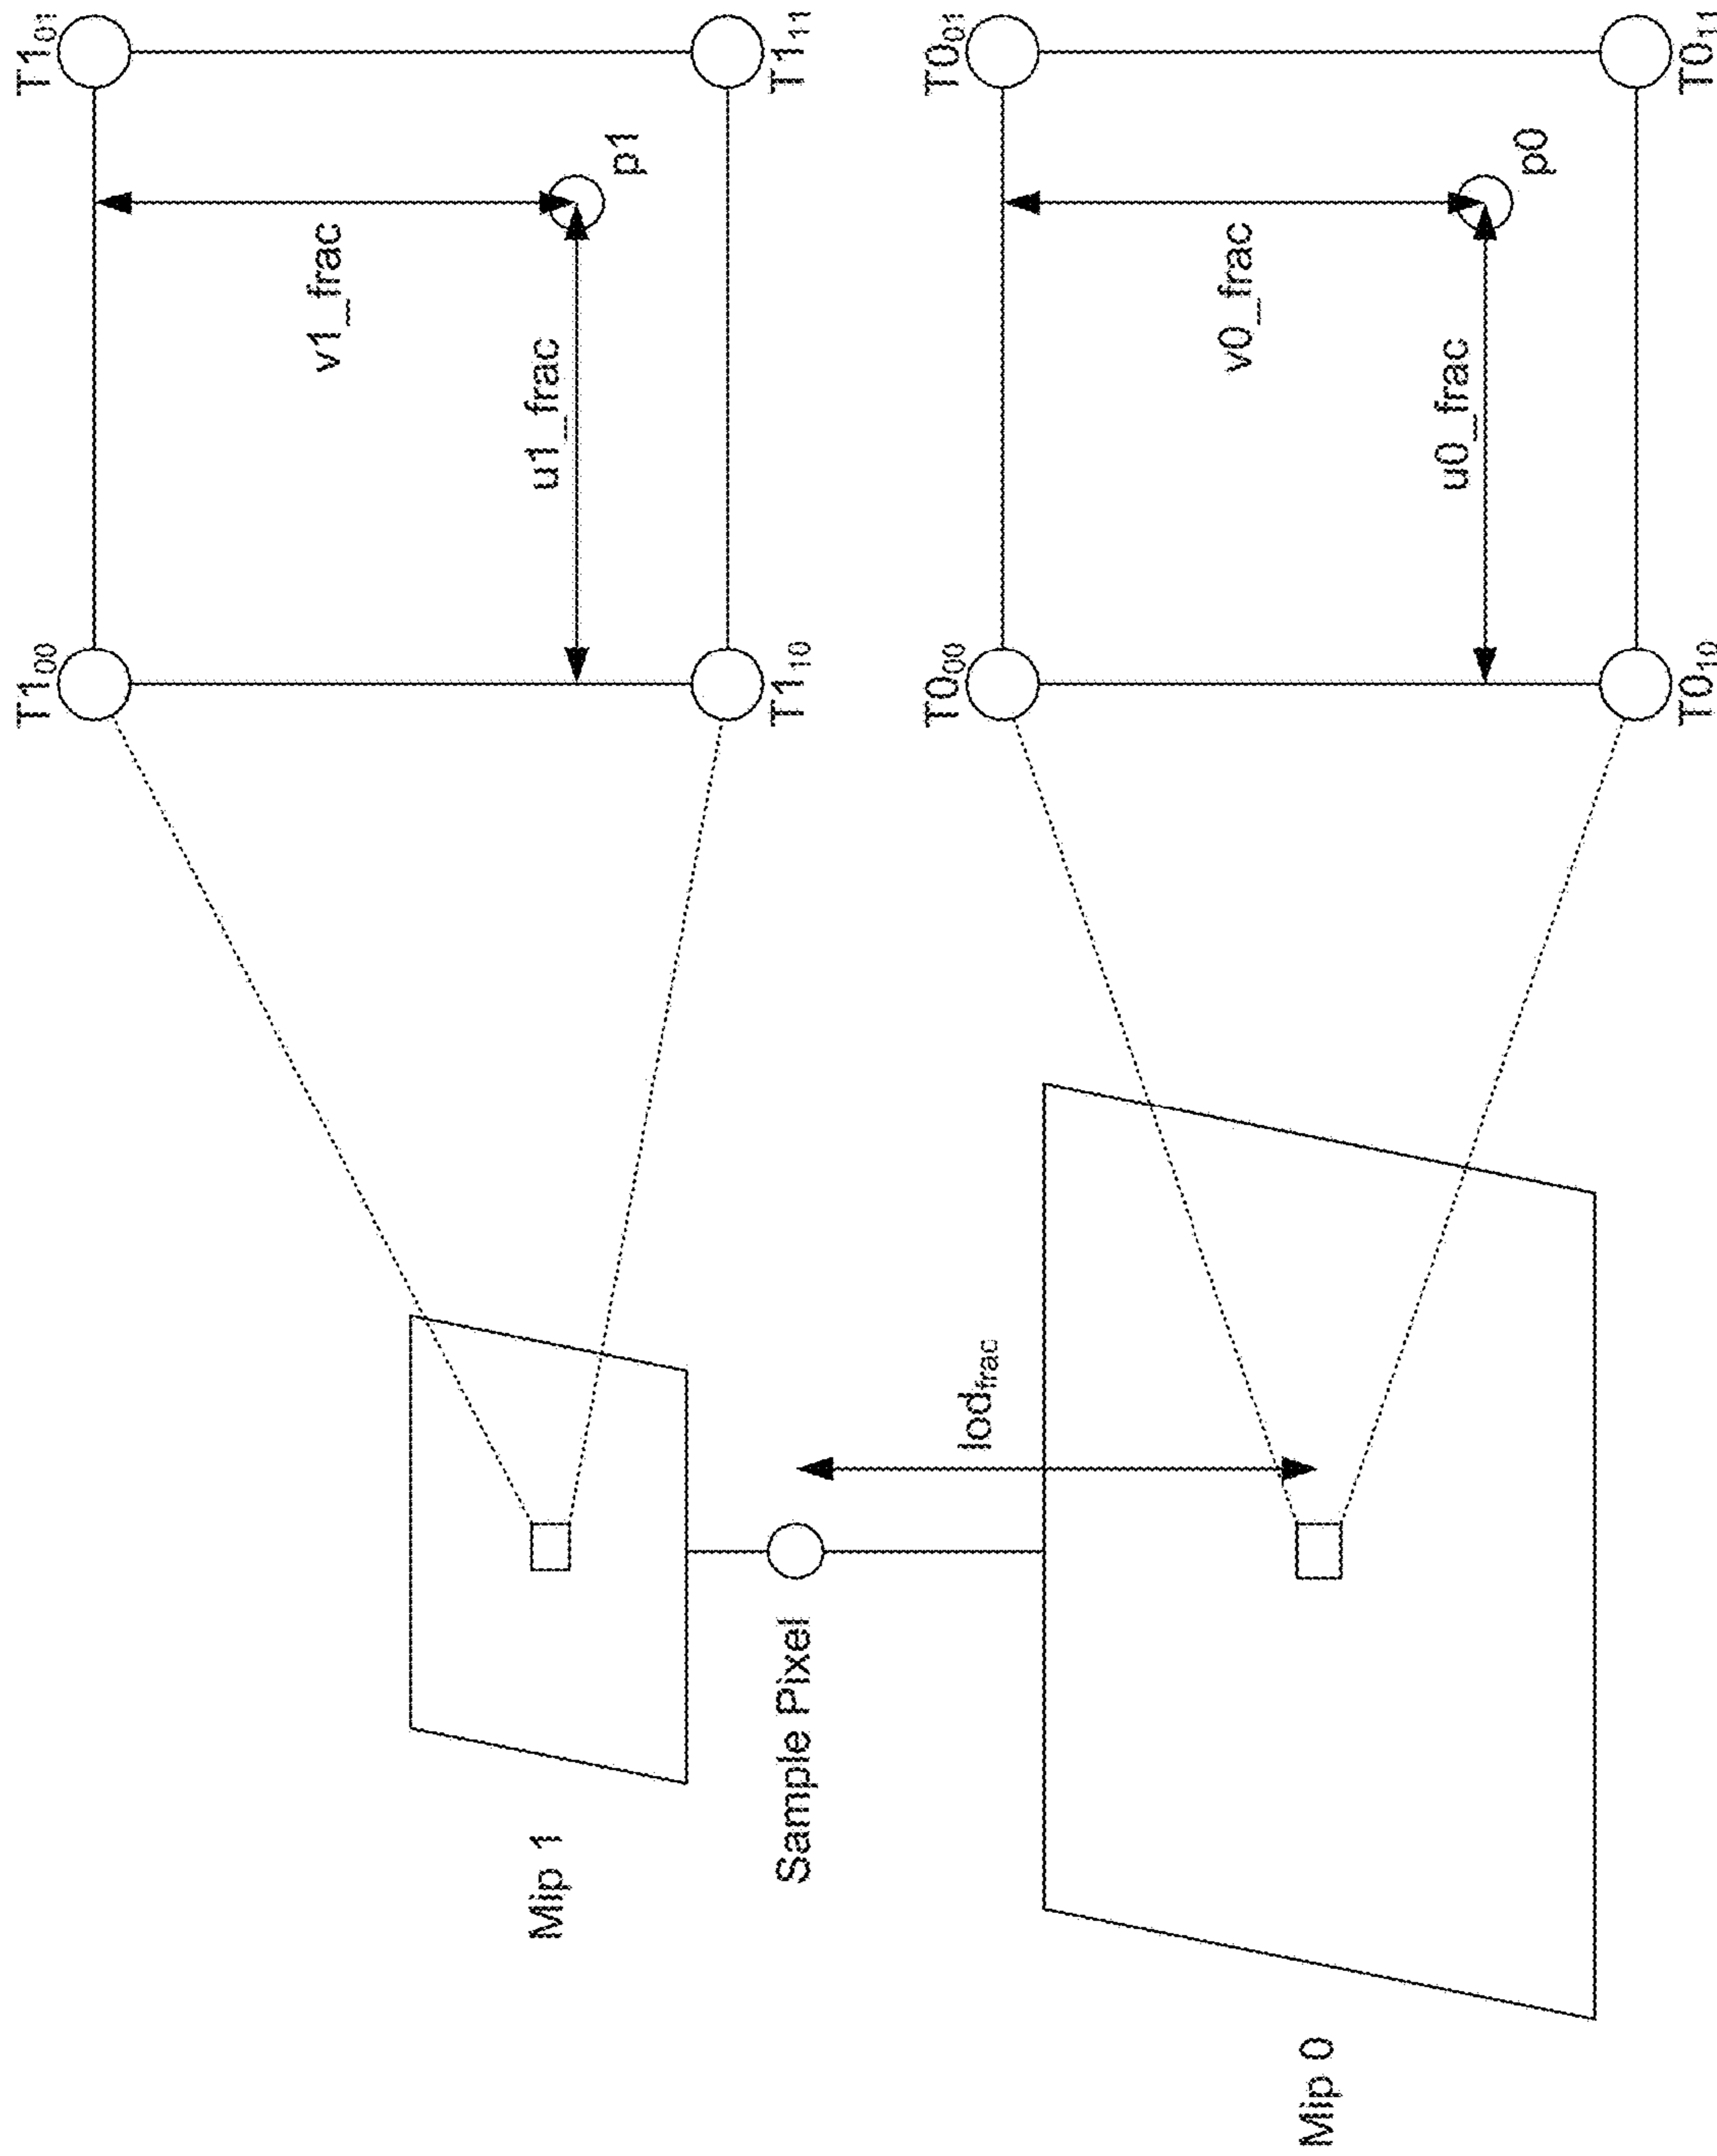 T1₀₀
T1₀₁
v1_frac
u1_frac
p1
Mip 1
T1₁₀
T1₁₁
Sample Pixel
lod_frac
T0₀₀
T0₀₁
v0_frac
Mip 0
u0_frac
p0
T0₁₀
T0₁₁